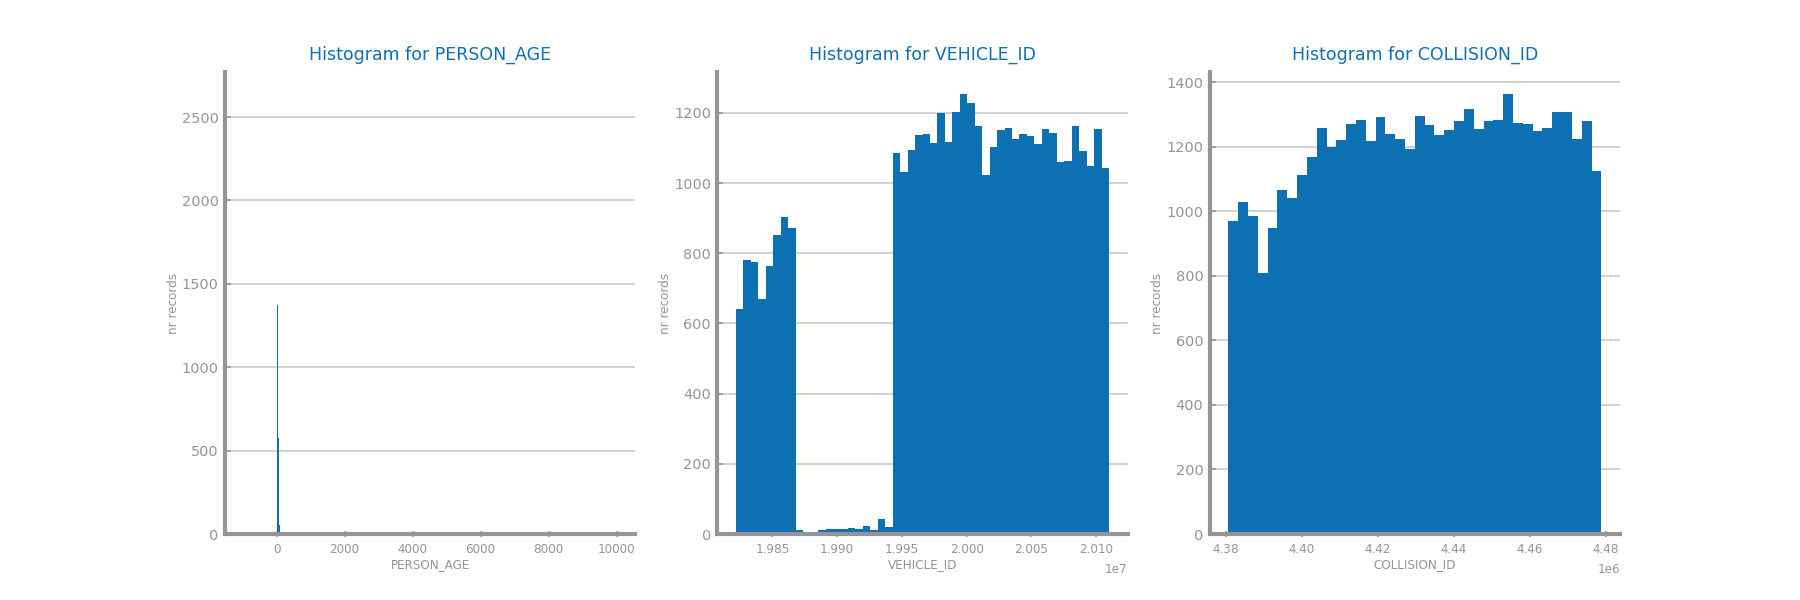 Histogram for PERSON_AGE
nr records
2500
2000
1500
1000
500
0
0 2000 4000 6000 8000 10000
PERSON_AGE
Histogram for VEHICLE_ID
nr records
1200
1000
800
600
400
200
0
1.985 1.990 1.995 2.000 2.005 2.010
VEHICLE_ID
1e7
Histogram for COLLISION_ID
nr records
1400
1200
1000
800
600
400
200
0
4.38 4.40 4.42 4.44 4.46 4.48
COLLISION_ID
1e6